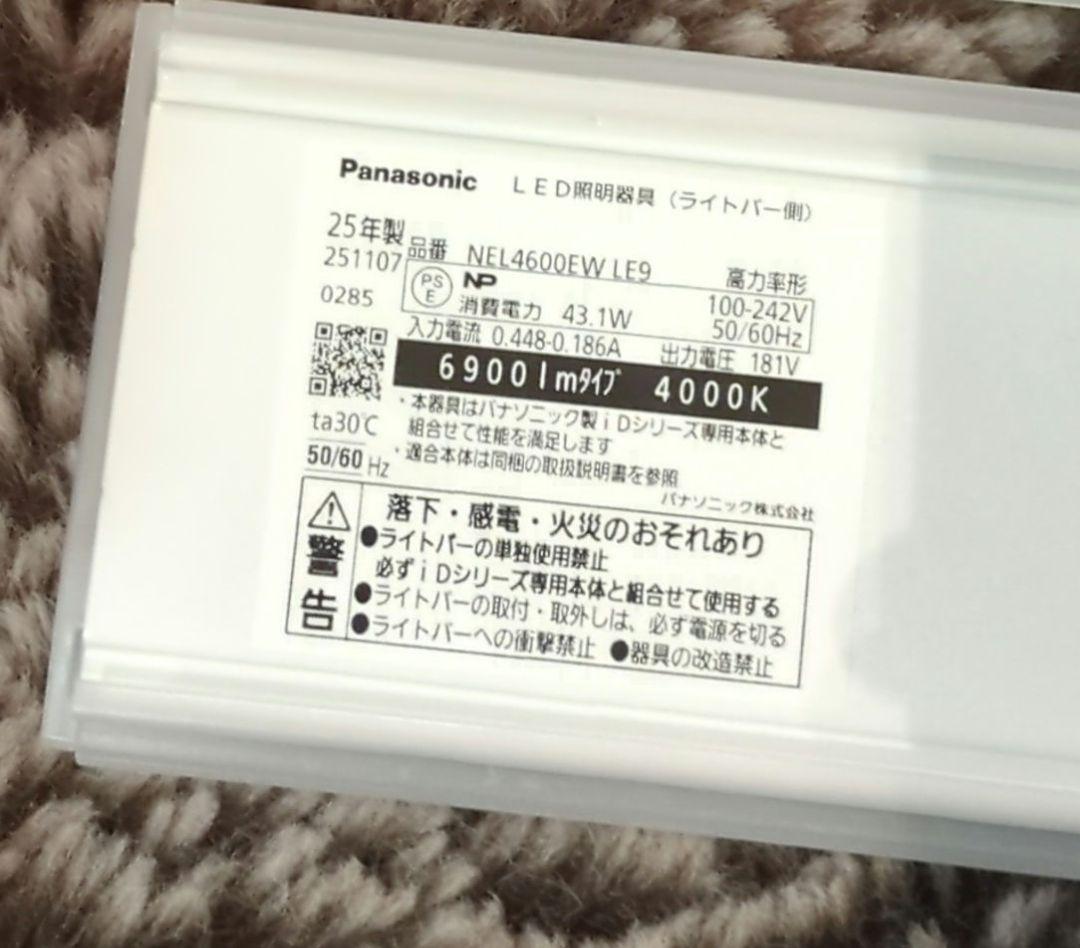 Panasonic LED照明器具（ライトバー側）
25年製 品番 NEL4600EW LE9 高力率形
251107
0285
PS E NP 100-242V
消費電力 43.1W 50/60Hz
入力電流 0.448-0.186A 出力電圧 181V
6900lmﾀｲﾌﾟ 4000K
・本器具はパナソニック製iDシリーズ専用本体と
組合せて性能を満足します
・適合本体は同梱の取扱説明書を参照
ta30℃
50/60 Hz
パナソニック株式会社
警告
落下・感電・火災のおそれあり
●ライトバーの単独使用禁止
必ずiDシリーズ専用本体と組合せて使用する
●ライトバーの取付・取外しは、必ず電源を切る
●ライトバーへの衝撃禁止 ●器具の改造禁止